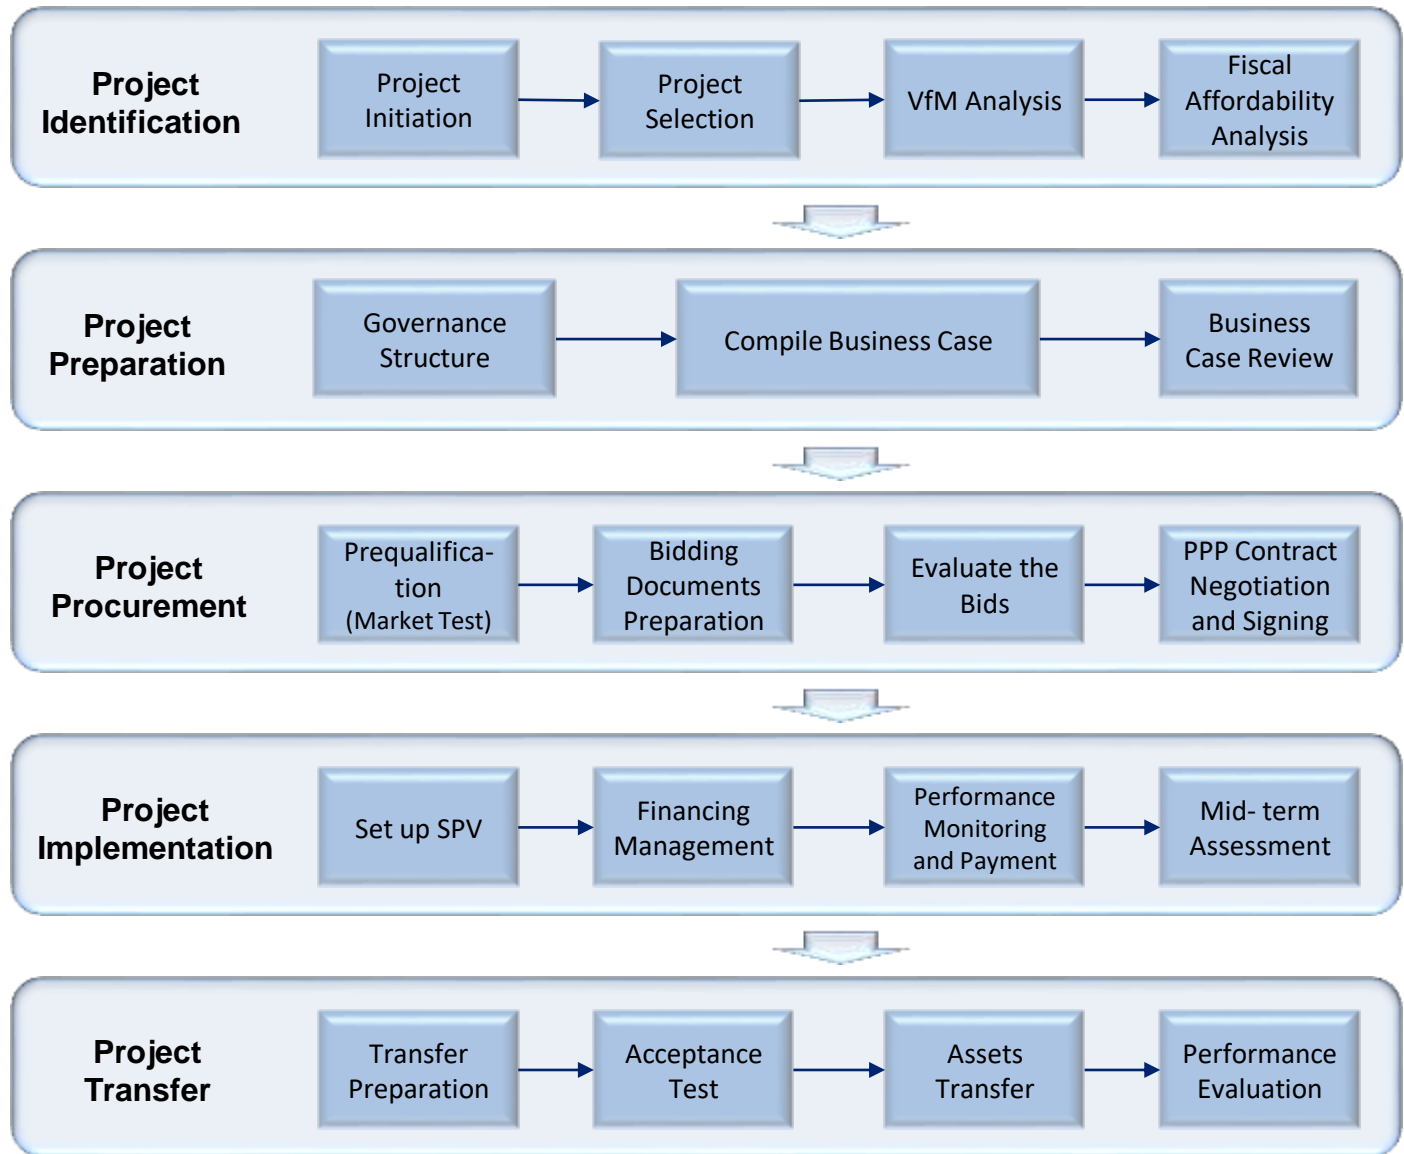 Project
Identification
Project
Initiation
Project
Selection
VfM Analysis
Fiscal
Affordability
Analysis
Project
Preparation
Governance
Structure
Compile Business Case
Business
Case Review
Project
Procurement
Prequalifica-
tion
(Market Test)
Bidding
Documents
Preparation
Evaluate the
Bids
PPP Contract
Negotiation
and Signing
Project
Implementation
Set up SPV
Financing
Management
Performance
Monitoring
and Payment
Mid- term
Assessment
Project
Transfer
Transfer
Preparation
Acceptance
Test
Assets
Transfer
Performance
Evaluation